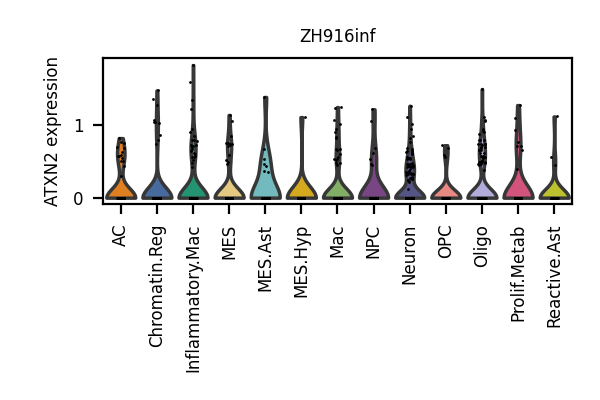 ZH916inf
ATXN2 expression
1
0
AC
Chromatin.Reg
Inflammatory.Mac
MES
MES.Ast
MES.Hyp
Mac
NPC
Neuron
OPC
Oligo
Prolif.Metab
Reactive.Ast